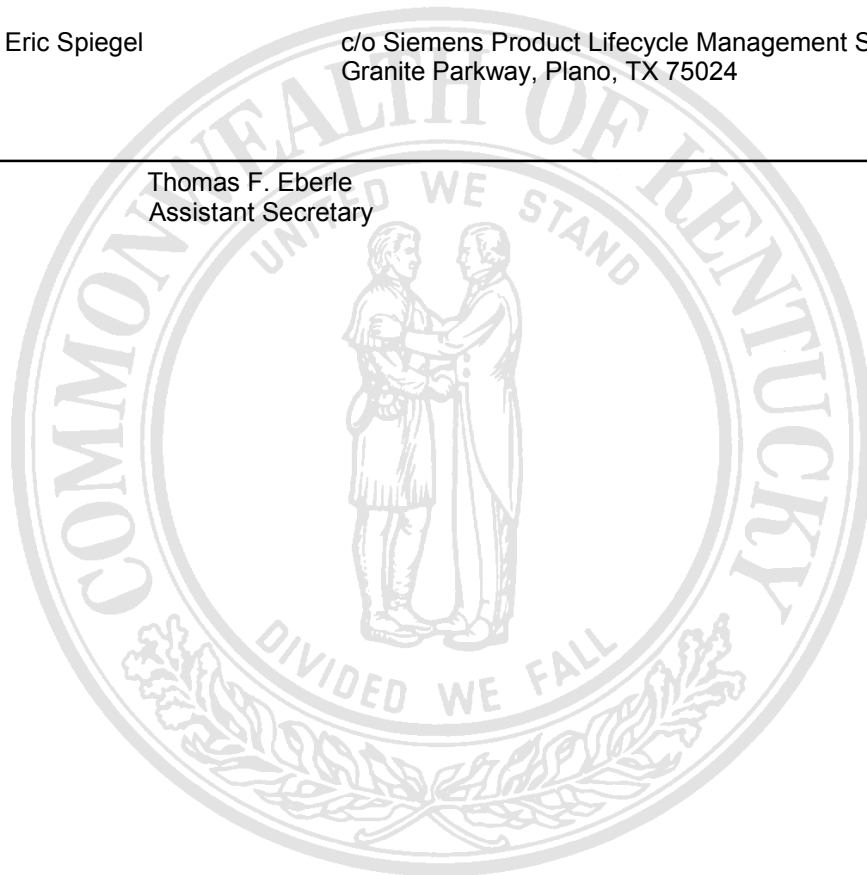 Eric Spiegel c/o Siemens Product Lifecycle Management
Granite Parkway, Plano, TX 75024
Thomas F. Eberle
Assistant Secretary
COMMONWEALTH OF KENTUCKY
UNITED WE STAND
DIVIDED WE FALL